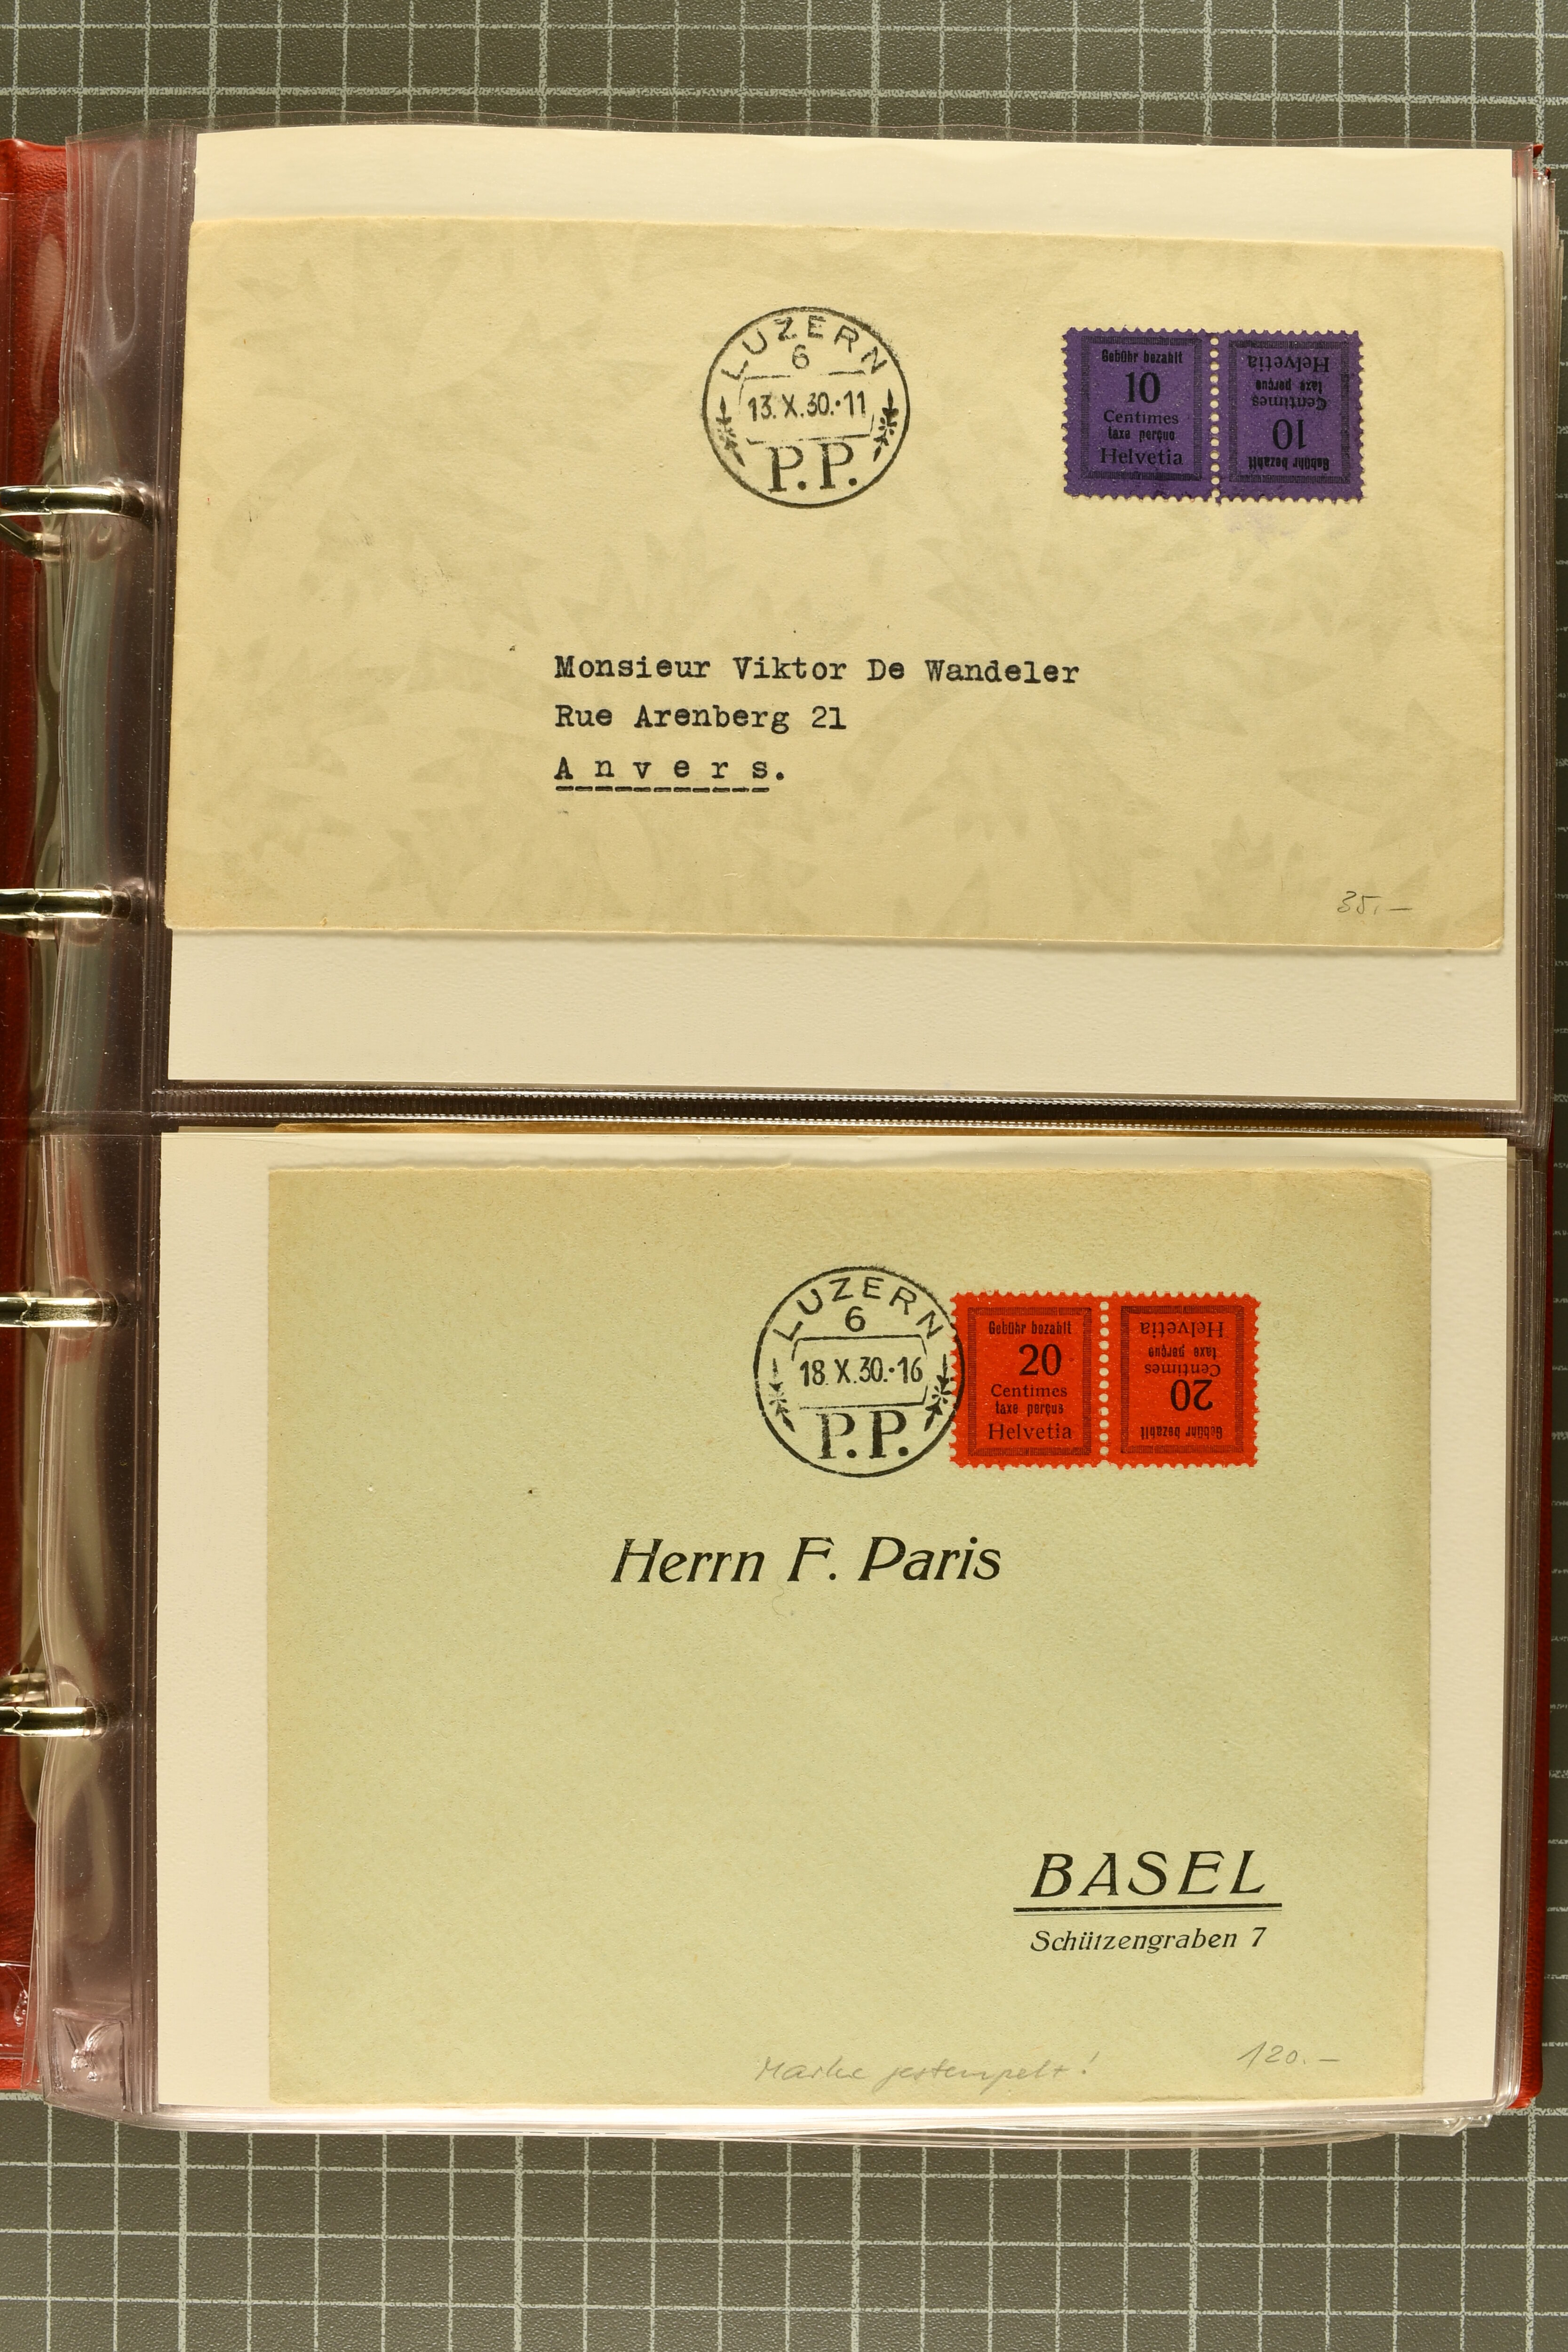 LUZERN
6
13.X.30.·11
P.P.
Gebühr bezahlt
10
Centimes
taxe perçue
Helvetia
Gebühr bezahlt
10
Centimes
taxe perçue
Helvetia
Monsieur Viktor De Wandeler
Rue Arenberg 21
Anvers.
35.—
LUZERN
6
18.X.30.·16
P.P.
Gebühr bezahlt
20
Centimes
taxe perçue
Helvetia
Gebühr bezahlt
20
Centimes
taxe perçue
Helvetia
Herrn F. Paris
BASEL
Schützengraben 7
Marke gestempelt!
120.—